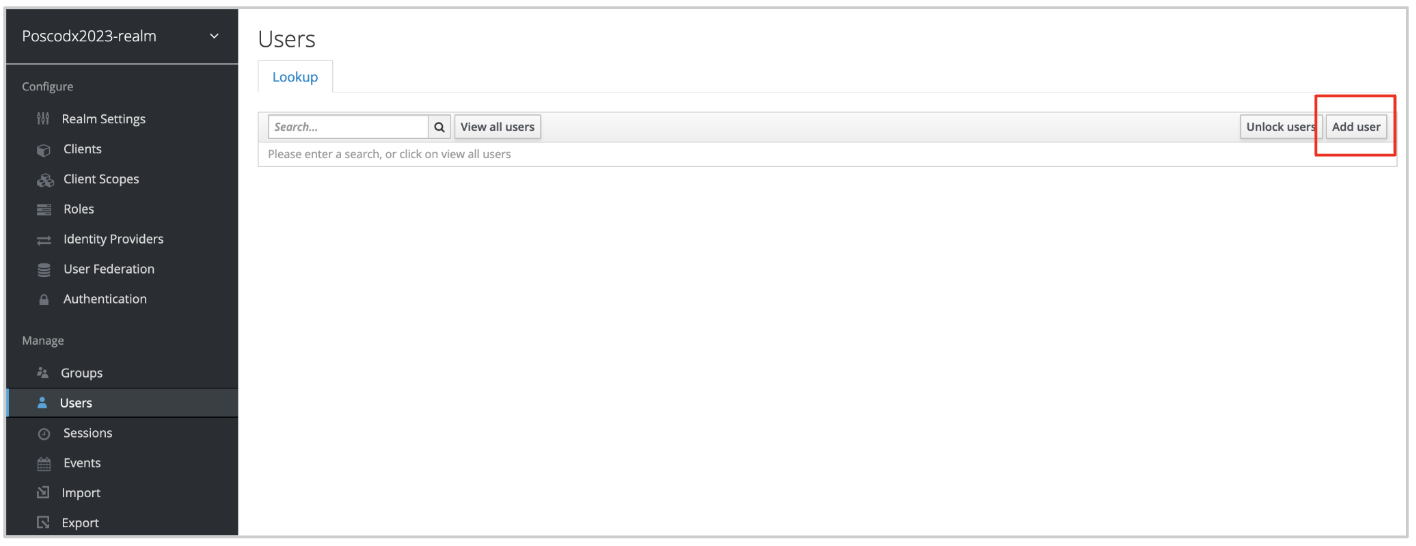 Poscodx2023-realm
Configure
Realm Settings
Clients
Client Scopes
Roles
Identity Providers
User Federation
Authentication
Manage
Groups
Users
Sessions
Events
Import
Export
Users
Lookup
Search... View all users Unlock users Add user
Please enter a search, or click on view all users